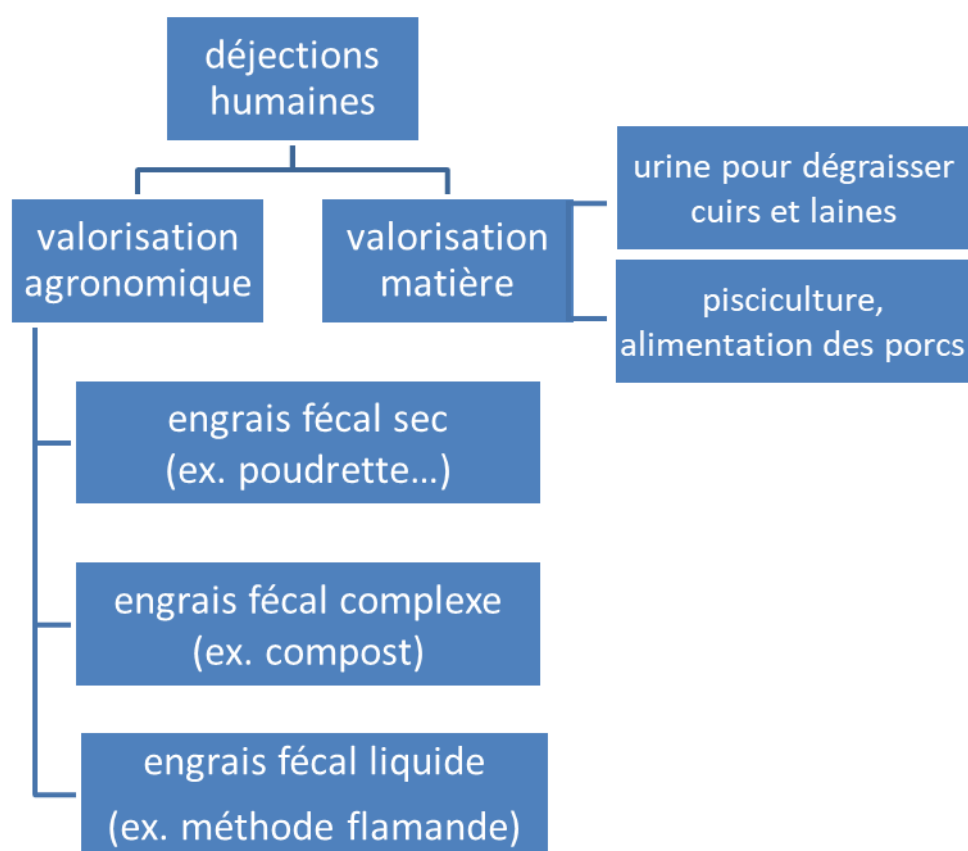 déjections
humaines
valorisation
agronomique
valorisation
matière
urine pour dégraisser
cuirs et laines
pisciculture,
alimentation des porcs
engrais fécal sec
(ex. poudrette…)
engrais fécal complexe
(ex. compost)
engrais fécal liquide
(ex. méthode flamande)